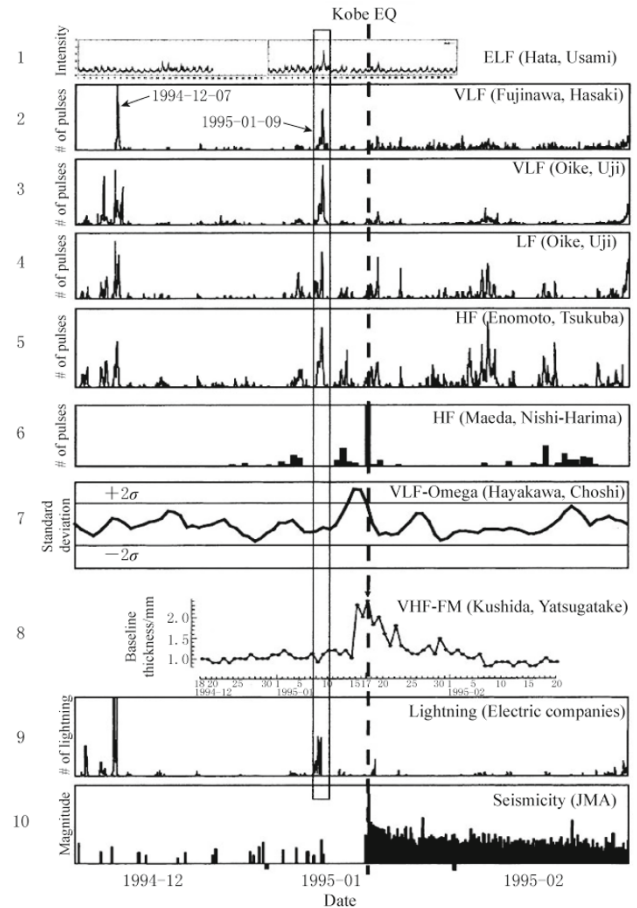 Kobe EQ
1
Intensity
ELF (Hata, Usami)
2
# of pulses
1994-12-07
1995-01-09
VLF (Fujinawa, Hasaki)
3
# of pulses
VLF (Oike, Uji)
4
# of pulses
LF (Oike, Uji)
5
# of pulses
HF (Enomoto, Tsukuba)
6
# of pulses
HF (Maeda, Nishi-Harima)
7
Standard
deviation
+2σ
−2σ
VLF-Omega (Hayakawa, Choshi)
8
Baseline
thickness/mm
2.0
1.5
1.0
VHF-FM (Kushida, Yatsugatake)
18 20 25 30 1 5 10 15 17 20 25 30 1 5 10 15 20
1994-12 1995-01 1995-02
9
# of lightning
Lightning (Electric companies)
10
Magnitude
Seismicity (JMA)
1994-12 1995-01 1995-02
Date